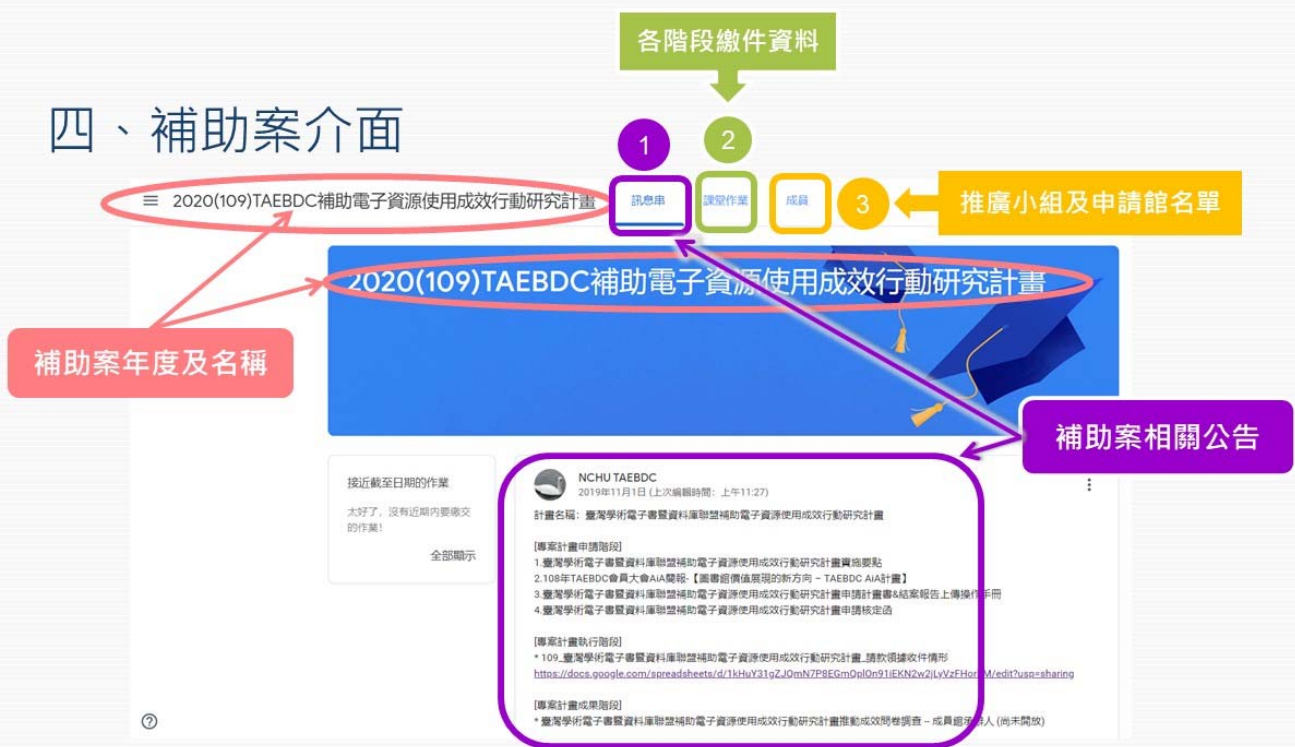 各階段繳件資料
四、補助案介面
1
2
2020(109)TAEBDC補助電子資源使用成效行動研究計畫
訊息串
課堂作業
成員
3
推廣小組及申請館名單
2020(109)TAEBDC補助電子資源使用成效行動研究計畫
補助案年度及名稱
補助案相關公告
接近截至日期的作業
太好了，沒有近期內要繳交
的作業！
全部顯示
NCHU TAEBDC
2019年11月1日 (上次編輯時間：上午11:27)
計畫名稱：臺灣學術電子書暨資料庫聯盟補助電子資源使用成效行動研究計畫
[專案計畫申請階段]
1.臺灣學術電子書暨資料庫聯盟補助電子資源使用成效行動研究計畫實施要點
2.108年TAEBDC會員大會AiA簡報-【圖書館價值展現的新方向 – TAEBDC AiA計畫】
3.臺灣學術電子書暨資料庫聯盟補助電子資源使用成效行動研究計畫申請計畫書&結案報告上傳操作手冊
4.臺灣學術電子書暨資料庫聯盟補助電子資源使用成效行動研究計畫申請核定函
[專案計畫執行階段]
* 109_臺灣學術電子書暨資料庫聯盟補助電子資源使用成效行動研究計畫_請款領據收件情形
[專案計畫成果階段]
* 臺灣學術電子書暨資料庫聯盟補助電子資源使用成效行動研究計畫推動成效問卷調查 – 成員館承辦人 (尚未開放)